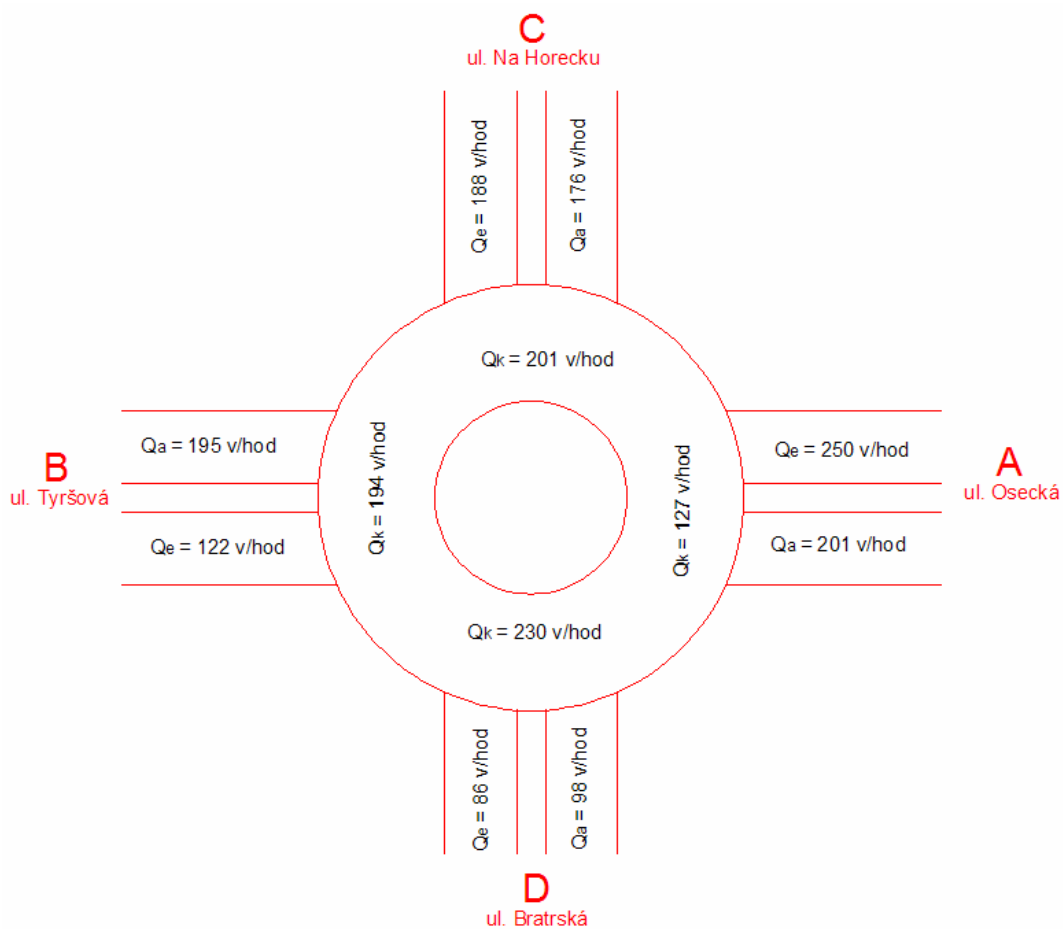 C
ul. Na Horecku
Qe = 188 v/hod
Qa = 176 v/hod
Qk = 201 v/hod
Qa = 195 v/hod
B
ul. Tyršová
Qe = 122 v/hod
Qk = 194 v/hod
Qk = 127 v/hod
Qe = 250 v/hod
A
ul. Osecká
Qa = 201 v/hod
Qk = 230 v/hod
Qe = 86 v/hod
Qa = 98 v/hod
D
ul. Bratrská